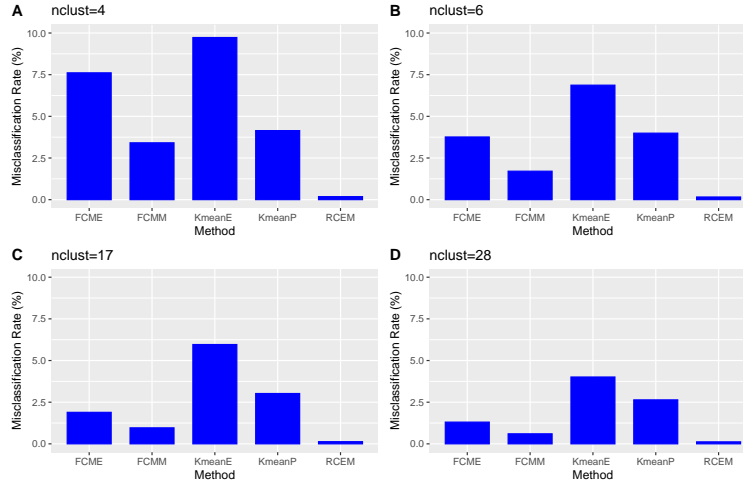 A nclust=4
Misclassification Rate (%)
10.0
7.5
5.0
2.5
0.0
FCME FCMM KmeanE KmeanP RCEM
Method
B nclust=6
Misclassification Rate (%)
10.0
7.5
5.0
2.5
0.0
FCME FCMM KmeanE KmeanP RCEM
Method
C nclust=17
Misclassification Rate (%)
10.0
7.5
5.0
2.5
0.0
FCME FCMM KmeanE KmeanP RCEM
Method
D nclust=28
Misclassification Rate (%)
10.0
7.5
5.0
2.5
0.0
FCME FCMM KmeanE KmeanP RCEM
Method